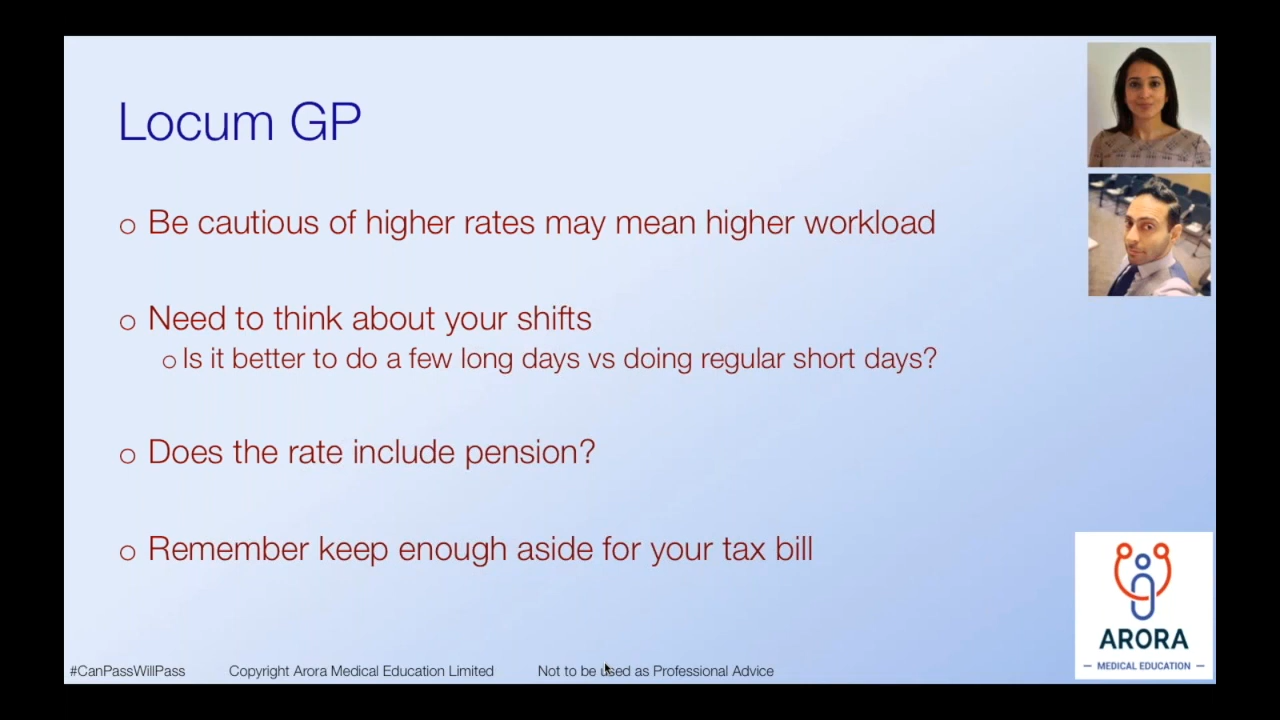 Locum GP
o Be cautious of higher rates may mean higher workload
o Need to think about your shifts
o Is it better to do a few long days vs doing regular short days?
o Does the rate include pension?
o Remember keep enough aside for your tax bill
ARORA
MEDICAL EDUCATION
#CanPassWillPass Copyright Arora Medical Education Limited Not to be used as Professional Advice